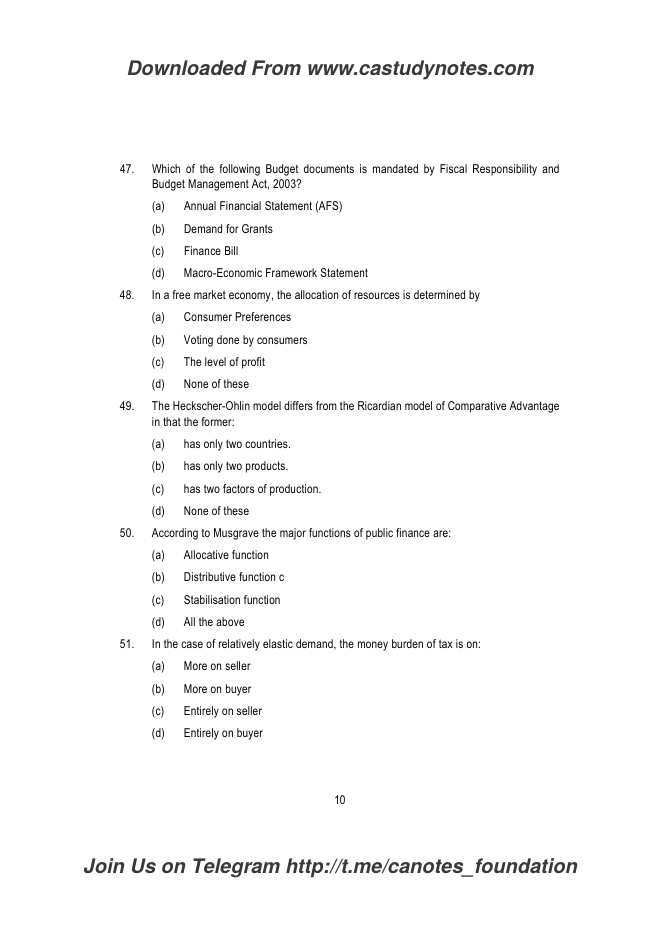 Downloaded From www.castudynotes.com
47. Which of the following Budget documents is mandated by Fiscal Responsibility and
Budget Management Act, 2003?
(a) Annual Financial Statement (AFS)
(b) Demand for Grants
(c) Finance Bill
(d) Macro-Economic Framework Statement
48. In a free market economy, the allocation of resources is determined by
(a) Consumer Preferences
(b) Voting done by consumers
(c) The level of profit
(d) None of these
49. The Heckscher-Ohlin model differs from the Ricardian model of Comparative Advantage
in that the former:
(a) has only two countries.
(b) has only two products.
(c) has two factors of production.
(d) None of these
50. According to Musgrave the major functions of public finance are:
(a) Allocative function
(b) Distributive function c
(c) Stabilisation function
(d) All the above
51. In the case of relatively elastic demand, the money burden of tax is on:
(a) More on seller
(b) More on buyer
(c) Entirely on seller
(d) Entirely on buyer
10
Join Us on Telegram http://t.me/canotes_foundation